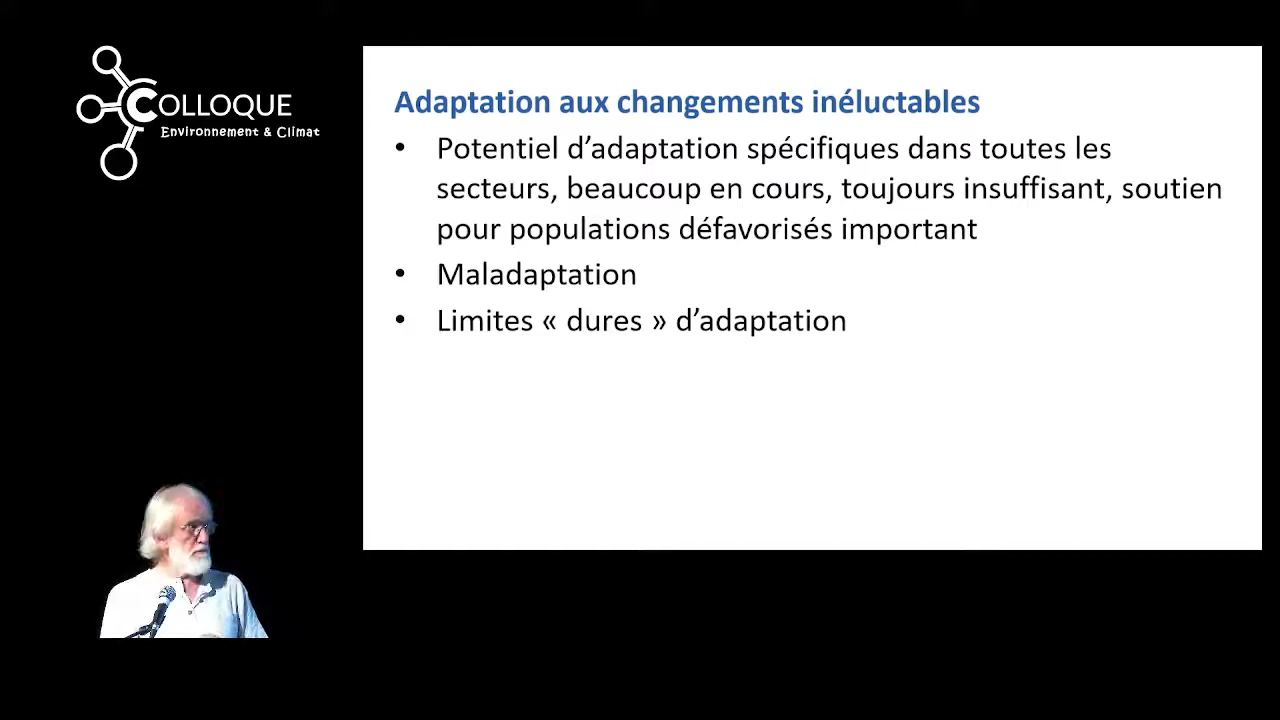 COLLOQUE
Environnement & Climat
Adaptation aux changements inéluctables
• Potentiel d’adaptation spécifiques dans toutes les
secteurs, beaucoup en cours, toujours insuffisant, soutien
pour populations défavorisés important
• Maladaptation
• Limites « dures » d’adaptation